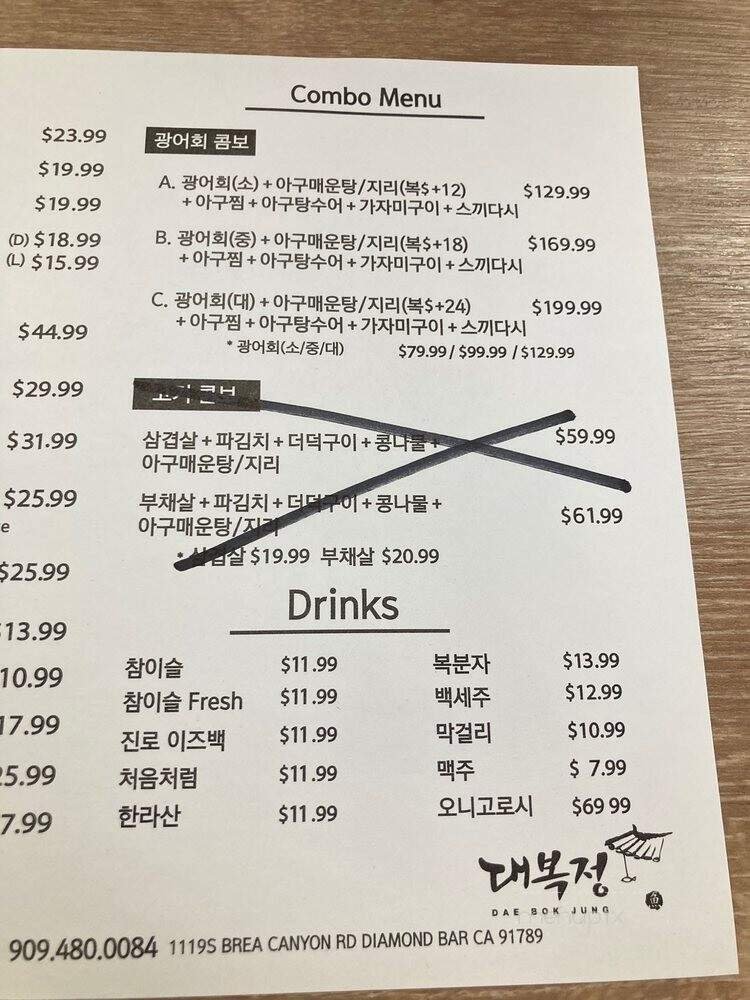 Combo Menu
$23.99
$19.99
$19.99
(D) $18.99
(L) $15.99
$44.99
$29.99
$31.99
$25.99
$25.99
13.99
10.99
17.99
5.99
7.99
광어회 콤보
A. 광어회(소) + 아구매운탕/지리(복$+12) $129.99
+ 아구찜 + 아구탕수어 + 가자미구이 + 스끼다시
B. 광어회(중) + 아구매운탕/지리(복$+18) $169.99
+ 아구찜 + 아구탕수어 + 가자미구이 + 스끼다시
C. 광어회(대) + 아구매운탕/지리(복$+24) $199.99
+ 아구찜 + 아구탕수어 + 가자미구이 + 스끼다시
* 광어회(소/중/대) $79.99 / $99.99 / $129.99
고기 콤보
삼겹살 + 파김치 + 더덕구이 + 콩나물 + $59.99
아구매운탕/지리
부채살 + 파김치 + 더덕구이 + 콩나물 + $61.99
아구매운탕/지리
* 삼겹살 $19.99 부채살 $20.99
Drinks
참이슬 $11.99
참이슬 Fresh $11.99
진로 이즈백 $11.99
처음처럼 $11.99
한라산 $11.99
복분자 $13.99
백세주 $12.99
막걸리 $10.99
맥주 $ 7.99
오니고로시 $69 99
대복정
DAE BOK JUNG
909.480.0084 1119S BREA CANYON RD DIAMOND BAR CA 91789